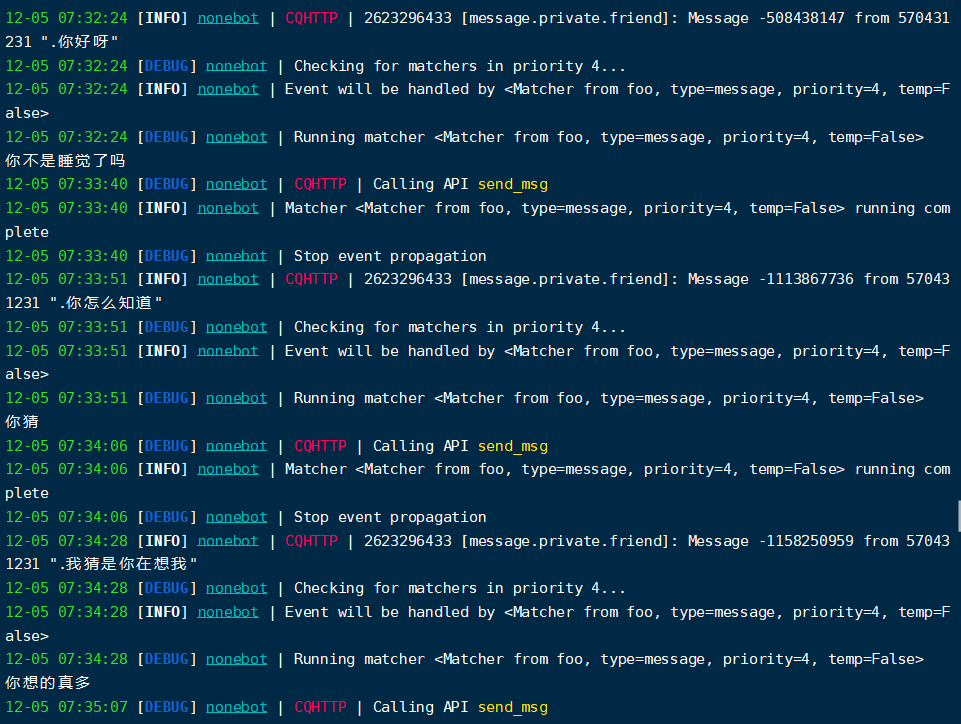 12-05 07:32:24 [INFO] nonebot | CQHTTP | 2623296433 [message.private.friend]: Message -508438147 from 570431
231 ".你好呀"
12-05 07:32:24 [DEBUG] nonebot | Checking for matchers in priority 4...
12-05 07:32:24 [INFO] nonebot | Event will be handled by <Matcher from foo, type=message, priority=4, temp=F
alse>
12-05 07:32:24 [DEBUG] nonebot | Running matcher <Matcher from foo, type=message, priority=4, temp=False>
你不是睡觉了吗
12-05 07:33:40 [DEBUG] nonebot | CQHTTP | Calling API send_msg
12-05 07:33:40 [INFO] nonebot | Matcher <Matcher from foo, type=message, priority=4, temp=False> running com
plete
12-05 07:33:40 [DEBUG] nonebot | Stop event propagation
12-05 07:33:51 [INFO] nonebot | CQHTTP | 2623296433 [message.private.friend]: Message -1113867736 from 57043
1231 ".你怎么知道"
12-05 07:33:51 [DEBUG] nonebot | Checking for matchers in priority 4...
12-05 07:33:51 [INFO] nonebot | Event will be handled by <Matcher from foo, type=message, priority=4, temp=F
alse>
12-05 07:33:51 [DEBUG] nonebot | Running matcher <Matcher from foo, type=message, priority=4, temp=False>
你猜
12-05 07:34:06 [DEBUG] nonebot | CQHTTP | Calling API send_msg
12-05 07:34:06 [INFO] nonebot | Matcher <Matcher from foo, type=message, priority=4, temp=False> running com
plete
12-05 07:34:06 [DEBUG] nonebot | Stop event propagation
12-05 07:34:28 [INFO] nonebot | CQHTTP | 2623296433 [message.private.friend]: Message -1158250959 from 57043
1231 ".我猜是你在想我"
12-05 07:34:28 [DEBUG] nonebot | Checking for matchers in priority 4...
12-05 07:34:28 [INFO] nonebot | Event will be handled by <Matcher from foo, type=message, priority=4, temp=F
alse>
12-05 07:34:28 [DEBUG] nonebot | Running matcher <Matcher from foo, type=message, priority=4, temp=False>
你想的真多
12-05 07:35:07 [DEBUG] nonebot | CQHTTP | Calling API send_msg